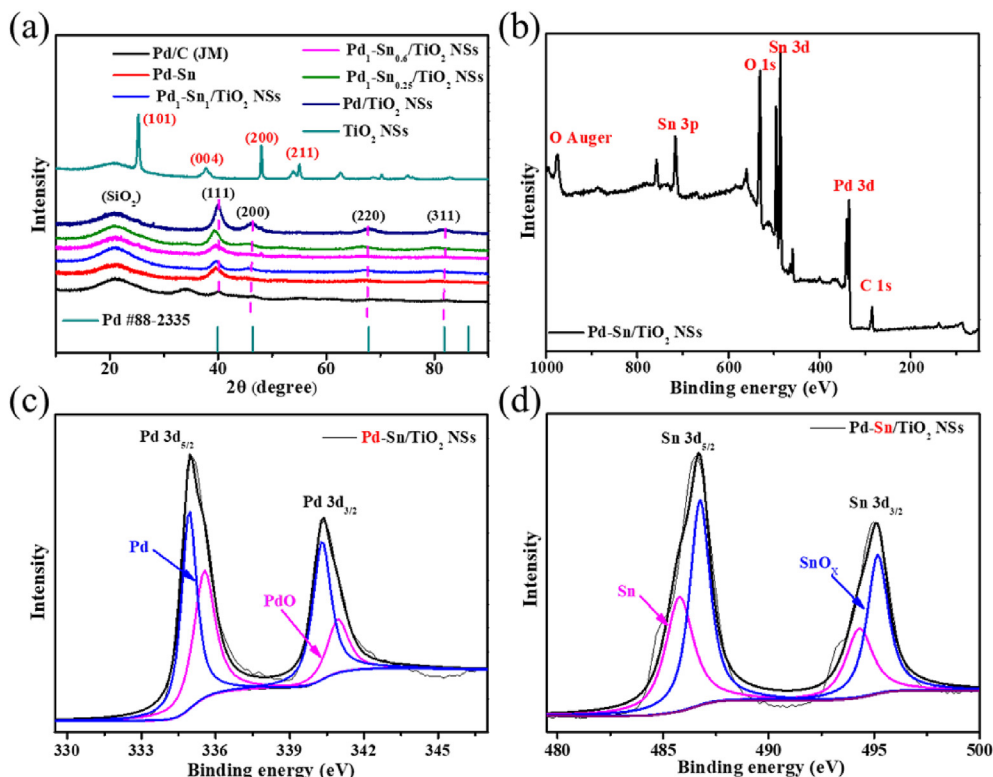 (a)
Pd/C (JM)
Pd-Sn
Pd₁-Sn₁/TiO₂ NSs
Pd₁-Sn₀.₆/TiO₂ NSs
Pd₁-Sn₀.₂₅/TiO₂ NSs
Pd/TiO₂ NSs
TiO₂ NSs
(101)
(004)
(200)
(211)
(SiO₂)
(111)
(200)
(220)
(311)
Pd #88-2335
Intensity
20 40 60 80
2θ (degree)
(b)
O Auger
Sn 3p
O 1s
Sn 3d
Pd 3d
C 1s
Pd-Sn/TiO₂ NSs
Intensity
1000 800 600 400 200
Binding energy (eV)
(c)
Pd 3d₅/₂
Pd-Sn/TiO₂ NSs
Pd 3d₃/₂
Pd
PdO
Intensity
330 333 336 339 342 345
Binding energy (eV)
(d)
Pd-Sn/TiO₂ NSs
Sn 3d₅/₂
Sn 3d₃/₂
SnOₓ
Sn
Intensity
480 485 490 495 500
Binding energy (eV)